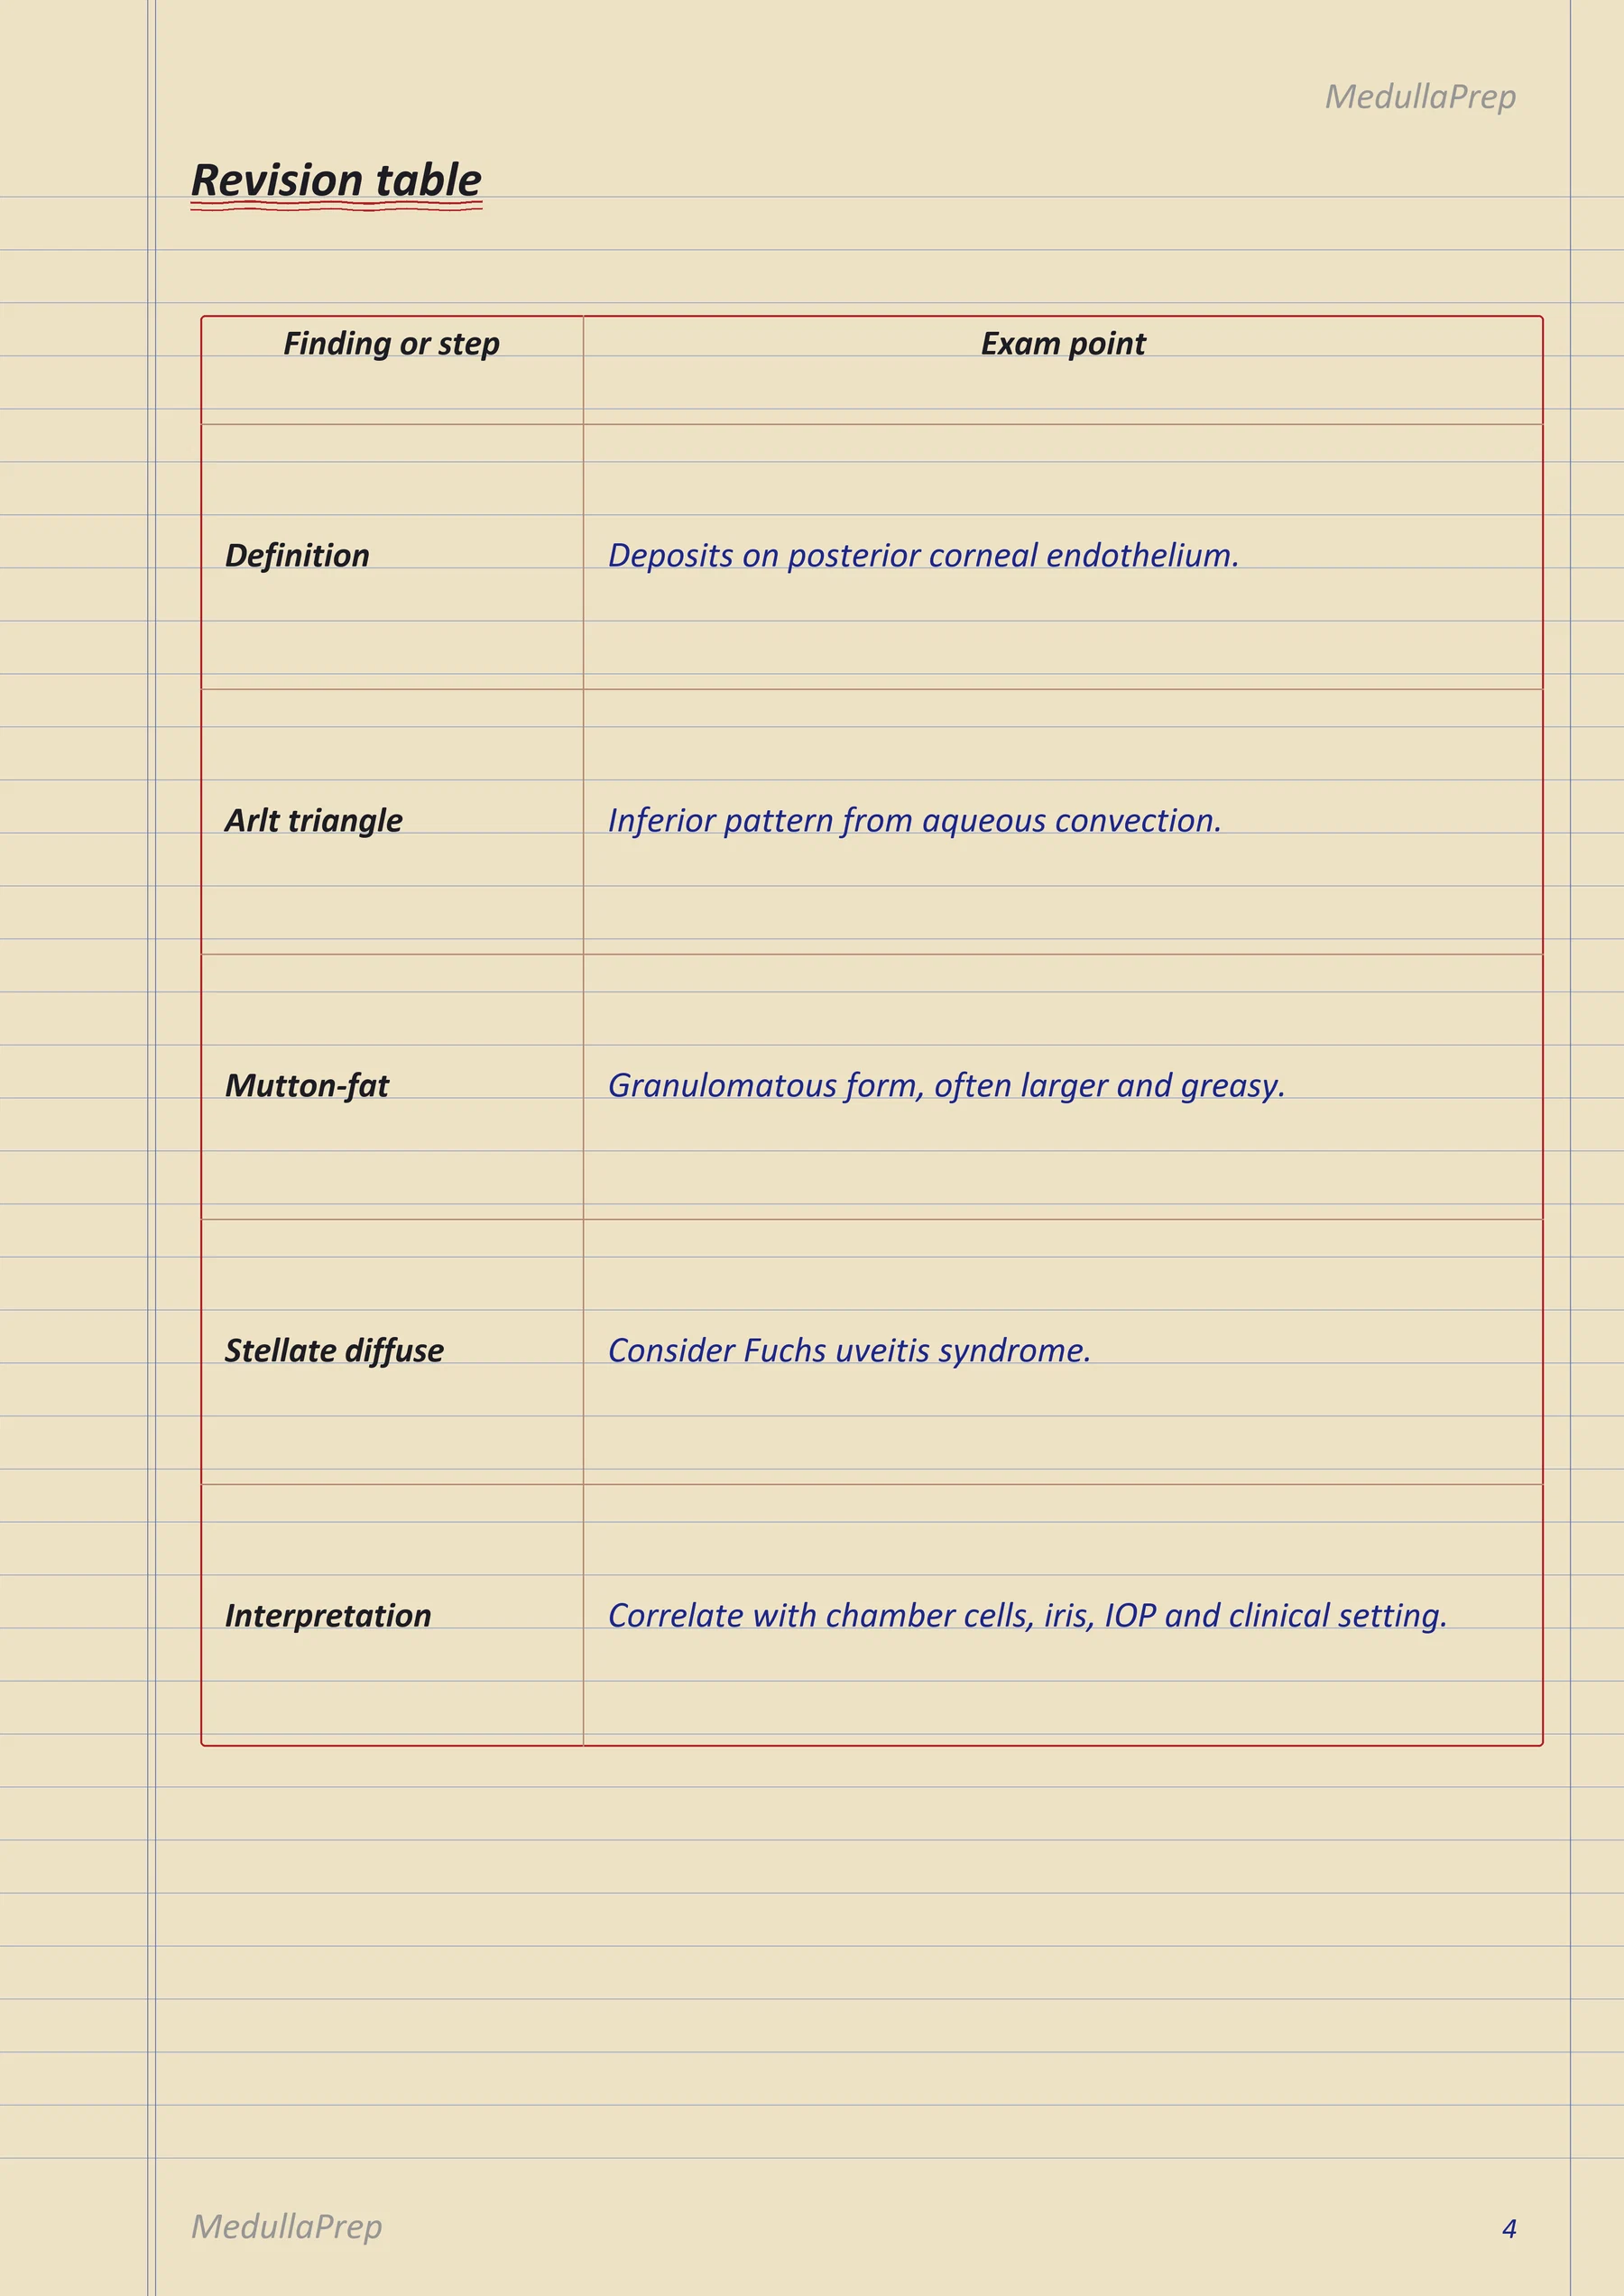 MedullaPrep
Revision table
Finding or step Exam point
Definition Deposits on posterior corneal endothelium.
Arlt triangle Inferior pattern from aqueous convection.
Mutton-fat Granulomatous form, often larger and greasy.
Stellate diffuse Consider Fuchs uveitis syndrome.
Interpretation Correlate with chamber cells, iris, IOP and clinical setting.
MedullaPrep 4